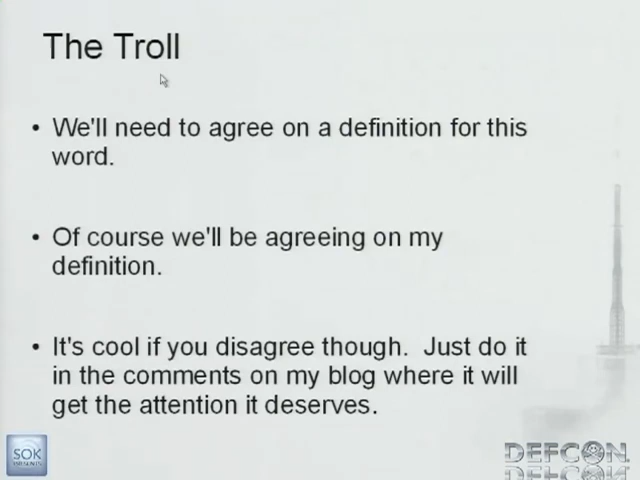 The Troll
• We'll need to agree on a definition for this
word.
• Of course we'll be agreeing on my
definition.
• It's cool if you disagree though. Just do it
in the comments on my blog where it will
get the attention it deserves.
SOK
PRESENTS
DEFCON